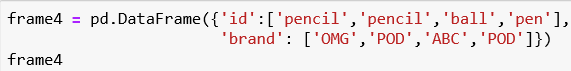 frame4 = pd.DataFrame({'id':['pencil','pencil','ball','pen'],
'brand': ['OMG','POD','ABC','POD']})
frame4